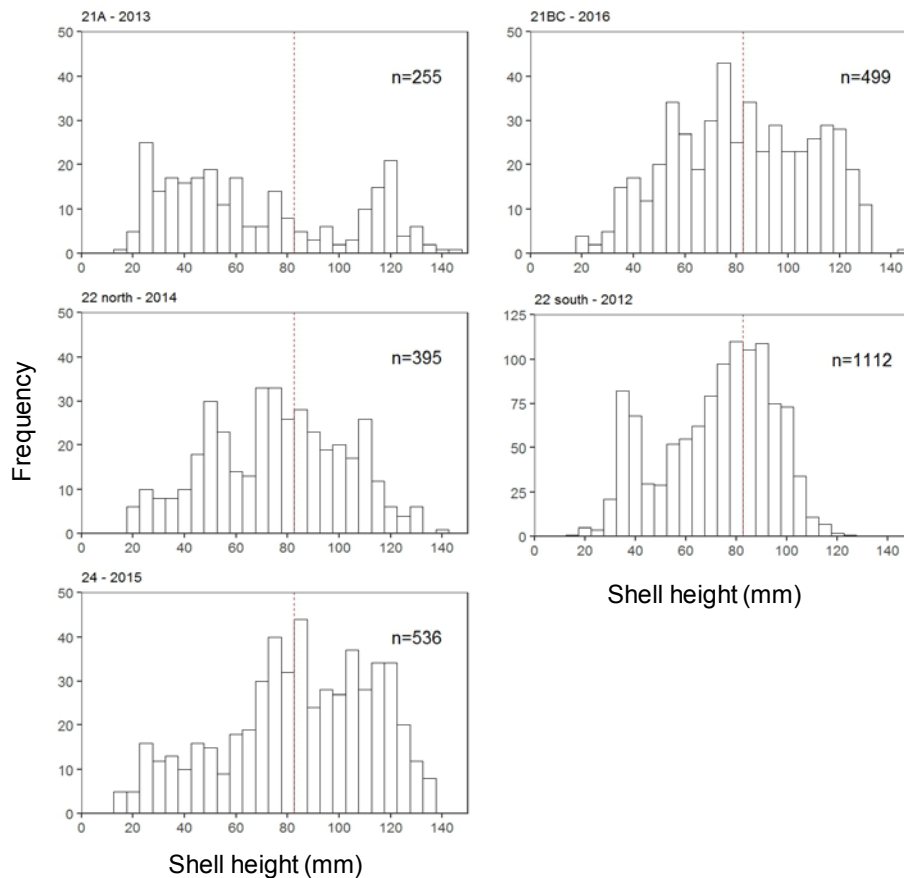 21A - 2013
50
40
30
20
10
0
n=255
0 20 40 60 80 100 120 140
21BC - 2016
50
40
30
20
10
0
n=499
0 20 40 60 80 100 120 140
22 north - 2014
50
40
30
20
10
0
n=395
0 20 40 60 80 100 120 140
22 south - 2012
125
100
75
50
25
0
n=1112
0 20 40 60 80 100 120 140
Frequency
24 - 2015
50
40
30
20
10
0
n=536
0 20 40 60 80 100 120 140
Shell height (mm)
Shell height (mm)